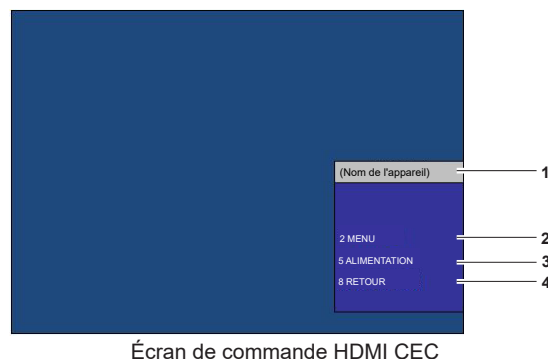 (Nom de l'appareil)
1
2 MENU
2
5 ALIMENTATION
3
8 RETOUR
4
Écran de commande HDMI CEC